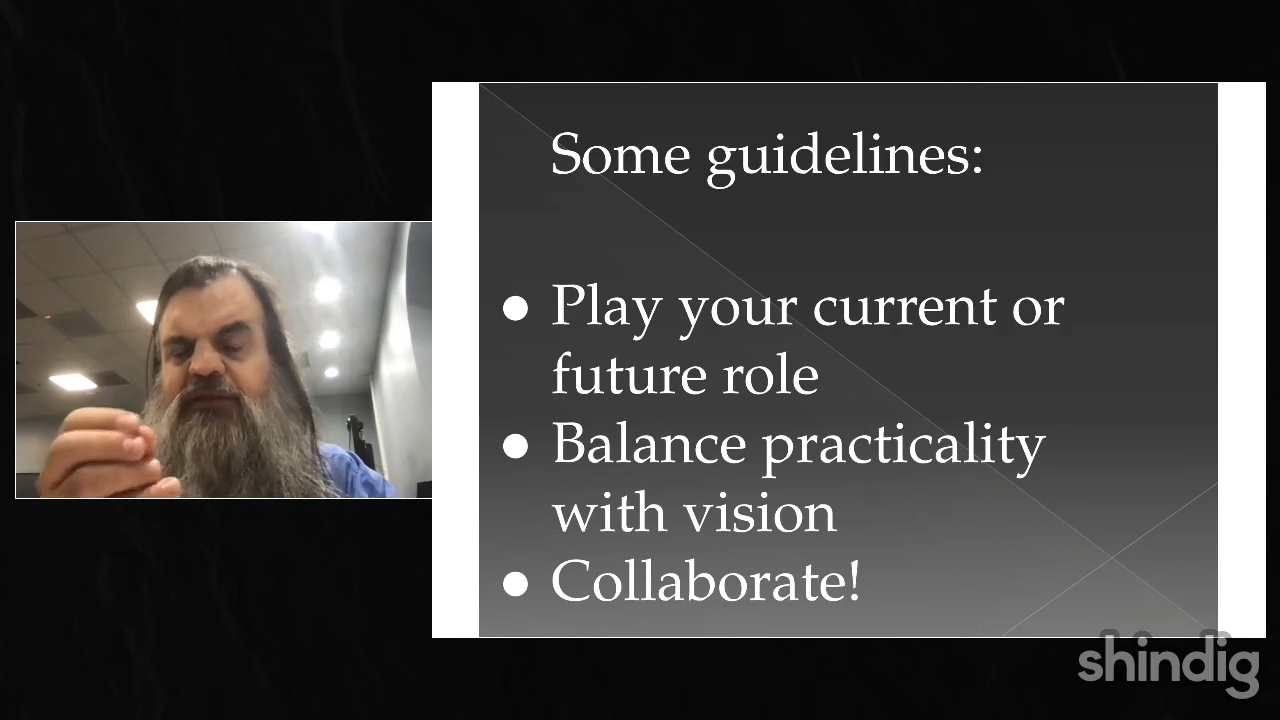 Some guidelines:
● Play your current or
future role
● Balance practicality
with vision
● Collaborate!
shindig